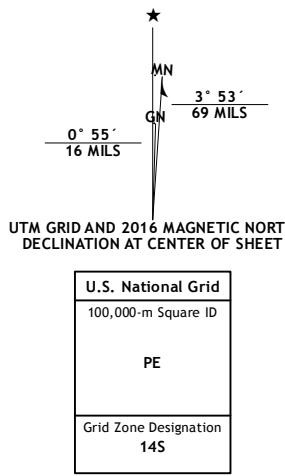 MN
GN
3° 53´
69 MILS
0° 55´
16 MILS
UTM GRID AND 2016 MAGNETIC NORT
DECLINATION AT CENTER OF SHEET
U.S. National Grid
100,000-m Square ID
PE
Grid Zone Designation
14S